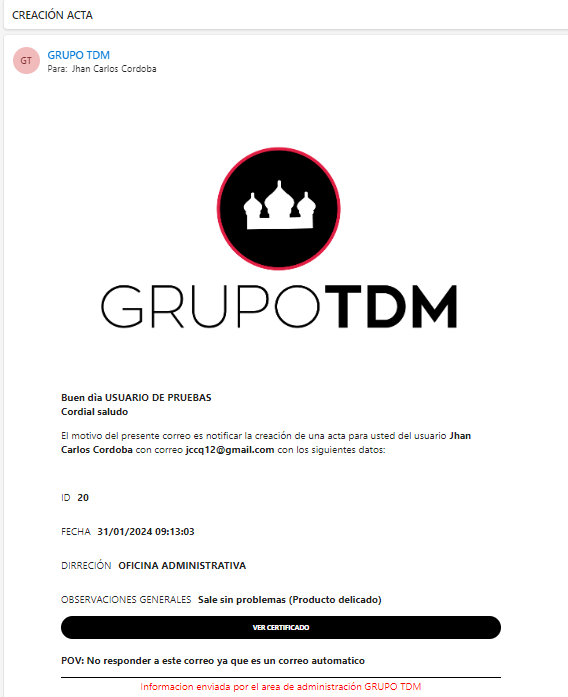 CREACIÓN ACTA
GT
GRUPO TDM
Para: Jhan Carlos Cordoba
GRUPOTDM
Buen dia USUARIO DE PRUEBAS
Cordial saludo
El motivo del presente correo es notificar la creación de una acta para usted del usuario Jhan
Carlos Cordoba con correo jccq12@gmail.com con los siguientes datos:
ID 20
FECHA 31/01/2024 09:13:03
DIRRECIÓN OFICINA ADMINISTRATIVA
OBSERVACIONES GENERALES Sale sin problemas (Producto delicado)
VER CERTIFICADO
POV: No responder a este correo ya que es un correo automatico
Informacion enviada por el area de administración GRUPO TDM